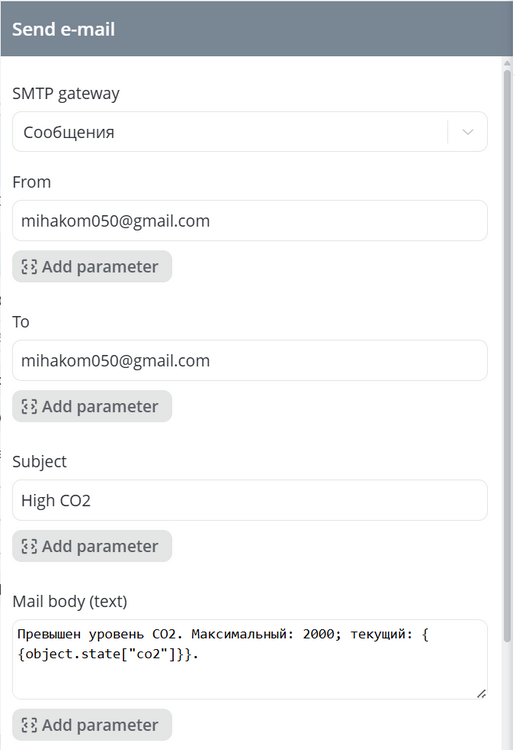 Send e-mail
SMTP gateway
Сообщения
From
mihakom050@gmail.com
Add parameter
To
mihakom050@gmail.com
Add parameter
Subject
High CO2
Add parameter
Mail body (text)
Превышен уровень CO2. Максимальный: 2000; текущий: {
{object.state["co2"]}}.
Add parameter